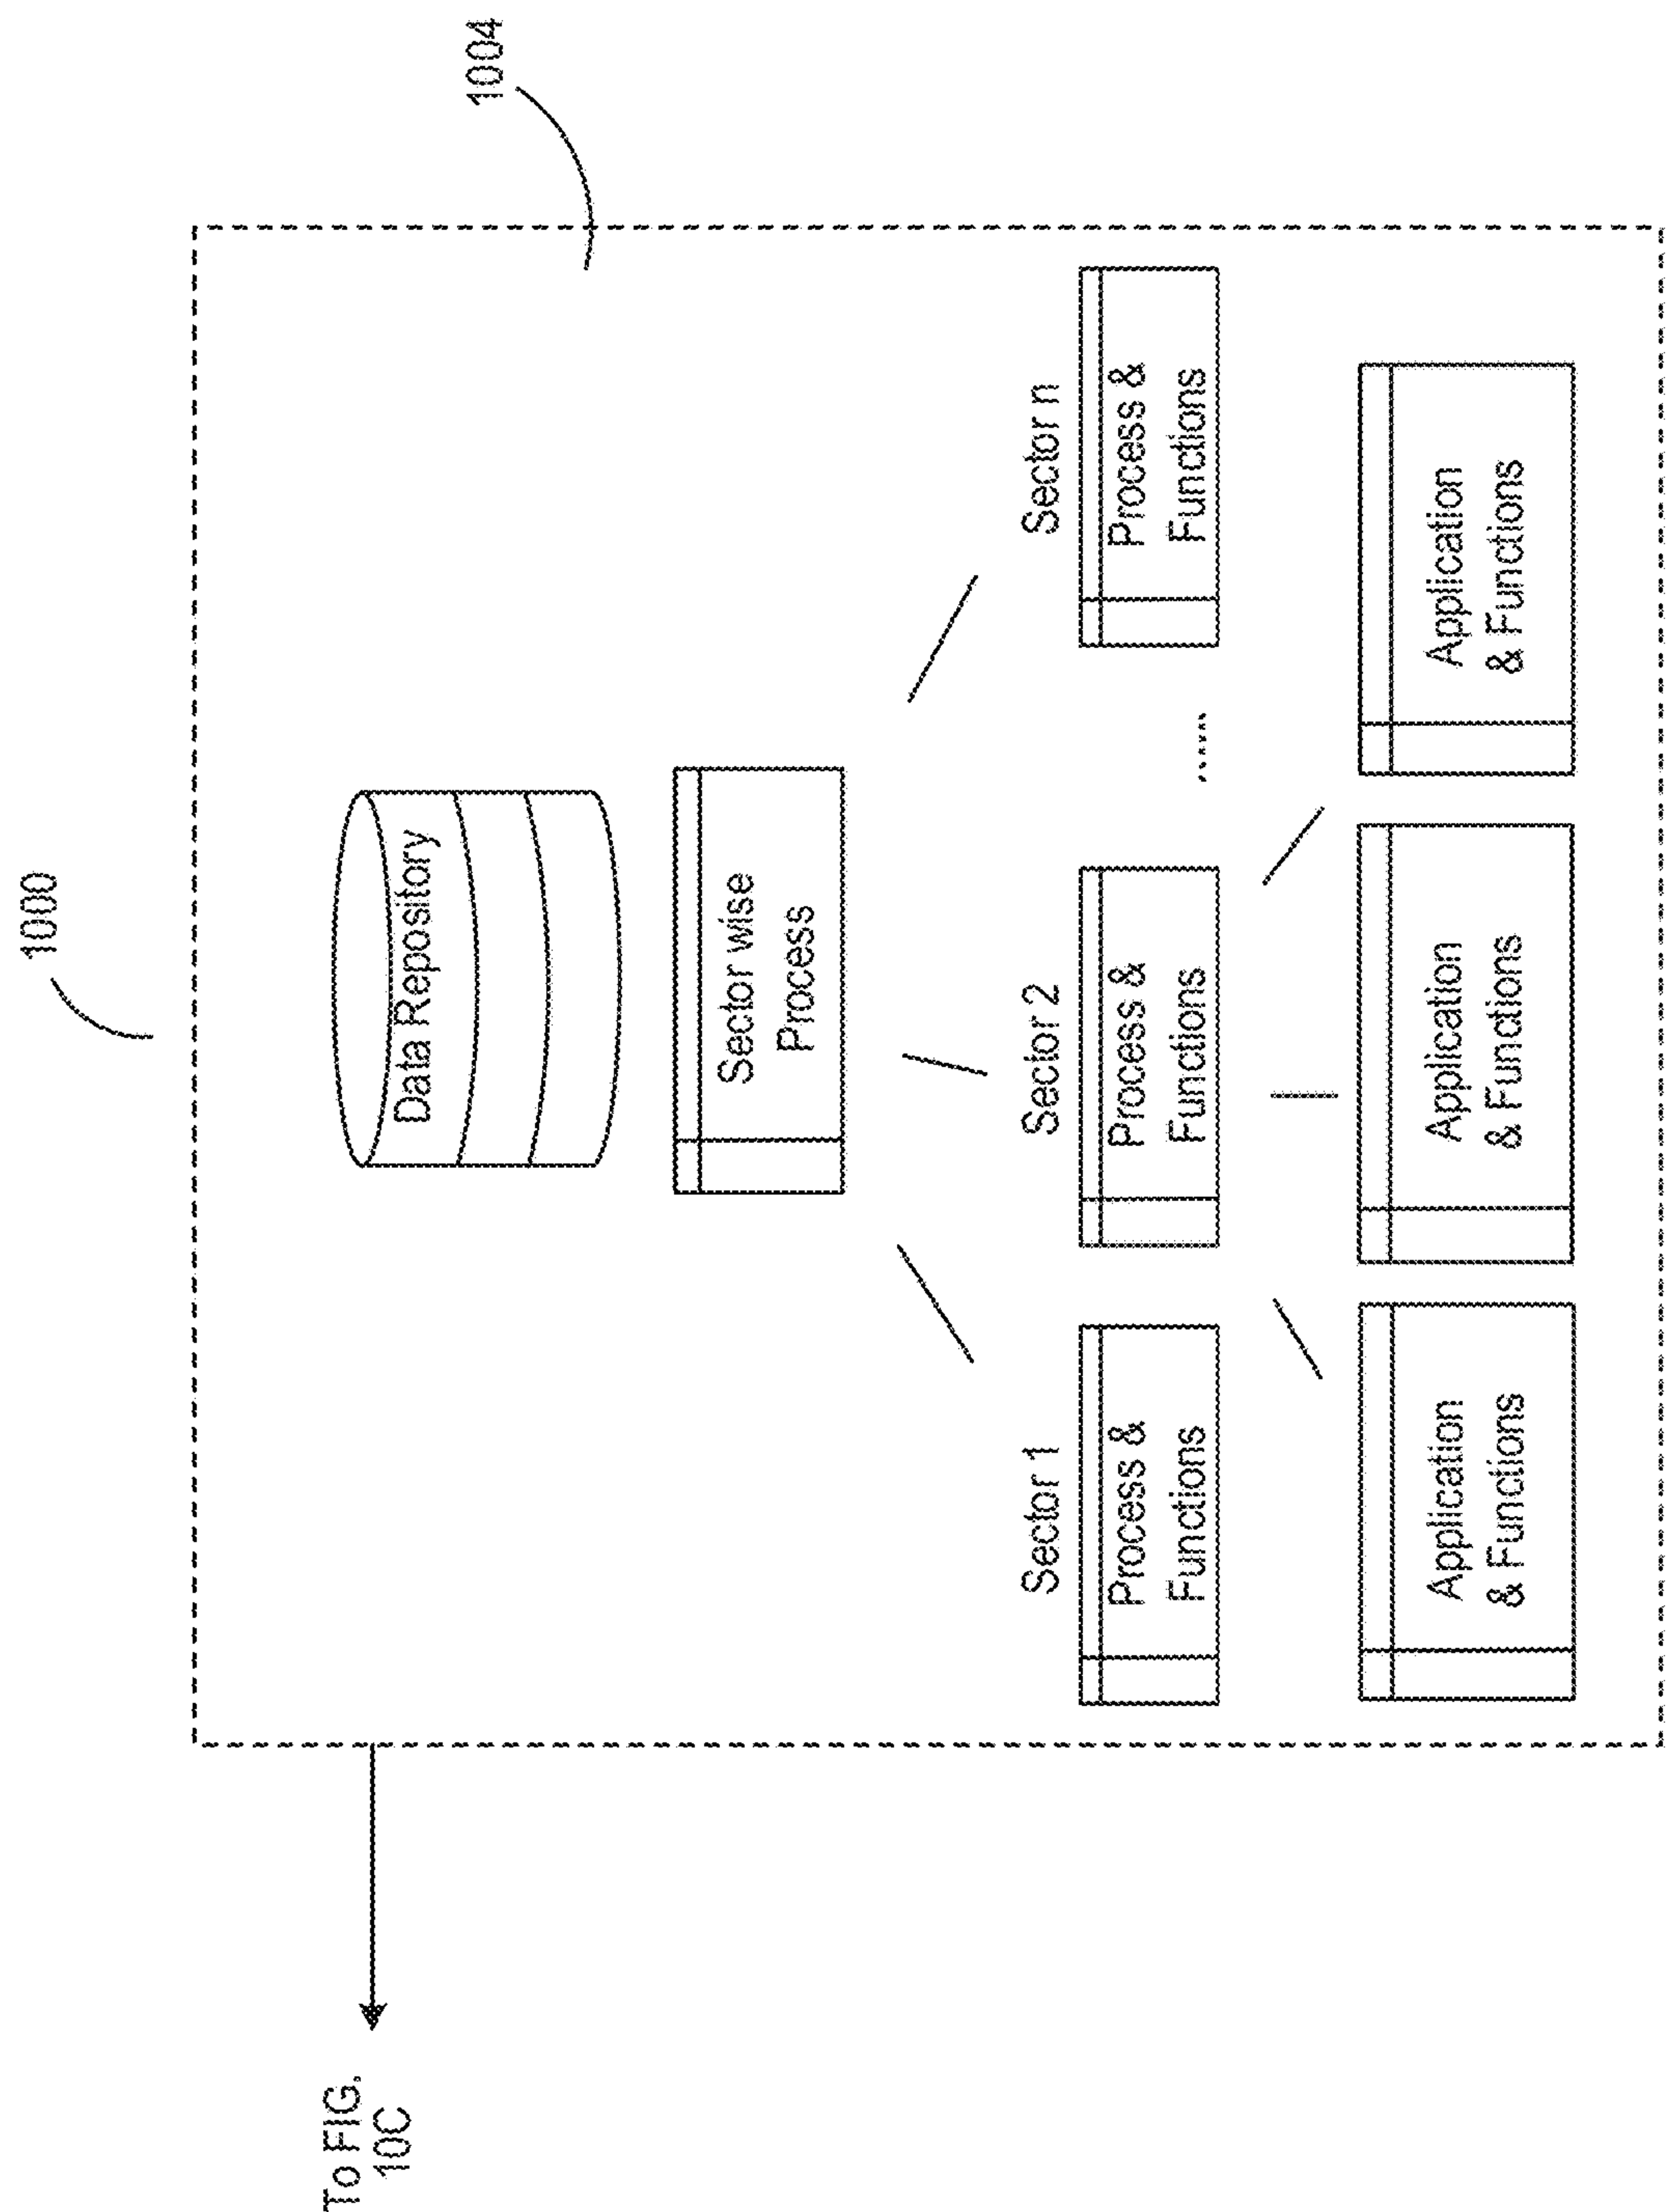 1000
1004
Data Repository
Sector wise
Process
Sector 1
Sector 2
Sector n
Process &
Functions
Process &
Functions
.....
Process &
Functions
Application
& Functions
Application
& Functions
Application
& Functions
To FIG.
10C